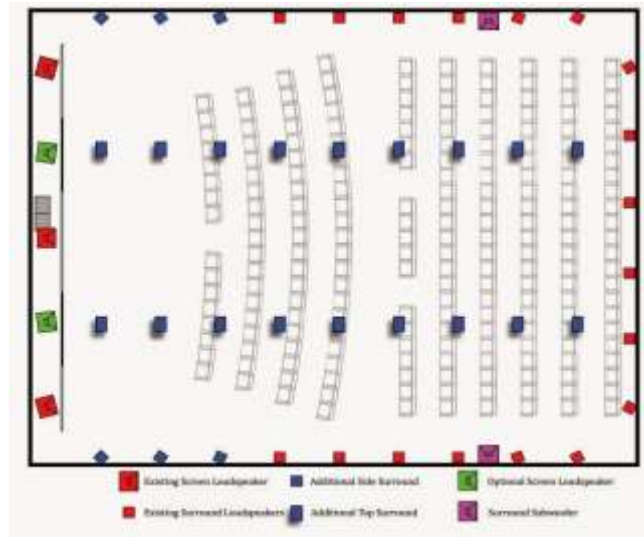 Existing Screen Loudspeaker
Additional Side Surround
Optional Screen Loudspeaker
Existing Surround Loudspeakers
Additional Top Surround
Surround Subwoofer